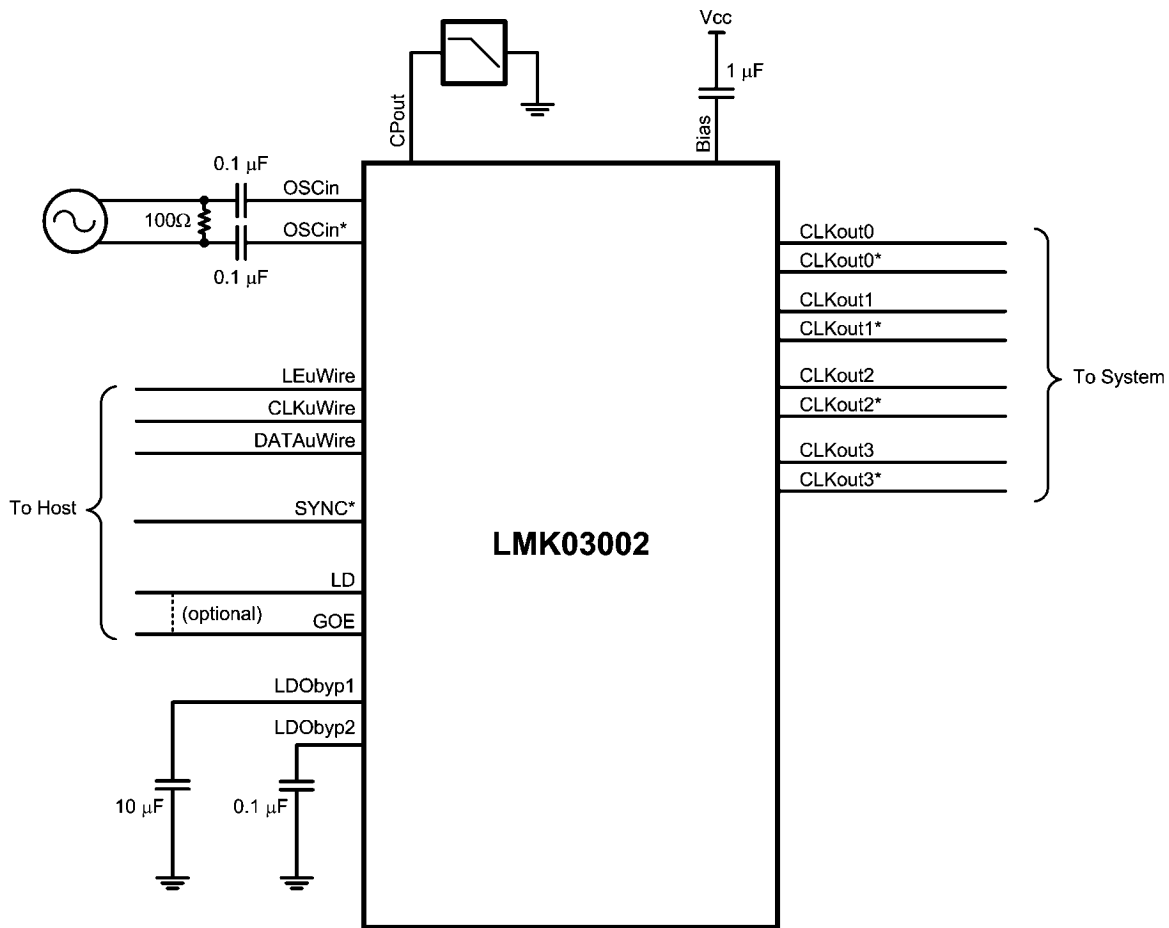 Vcc
1 μF
CPout
Bias
0.1 μF
OSCin
100Ω
OSCin*
0.1 μF
CLKout0
CLKout0*
CLKout1
CLKout1*
CLKout2
CLKout2*
CLKout3
CLKout3*
To System
LEuWire
CLKuWire
DATAuWire
To Host
SYNC*
LD
(optional)
GOE
LMK03002
LDObyp1
LDObyp2
10 μF
0.1 μF